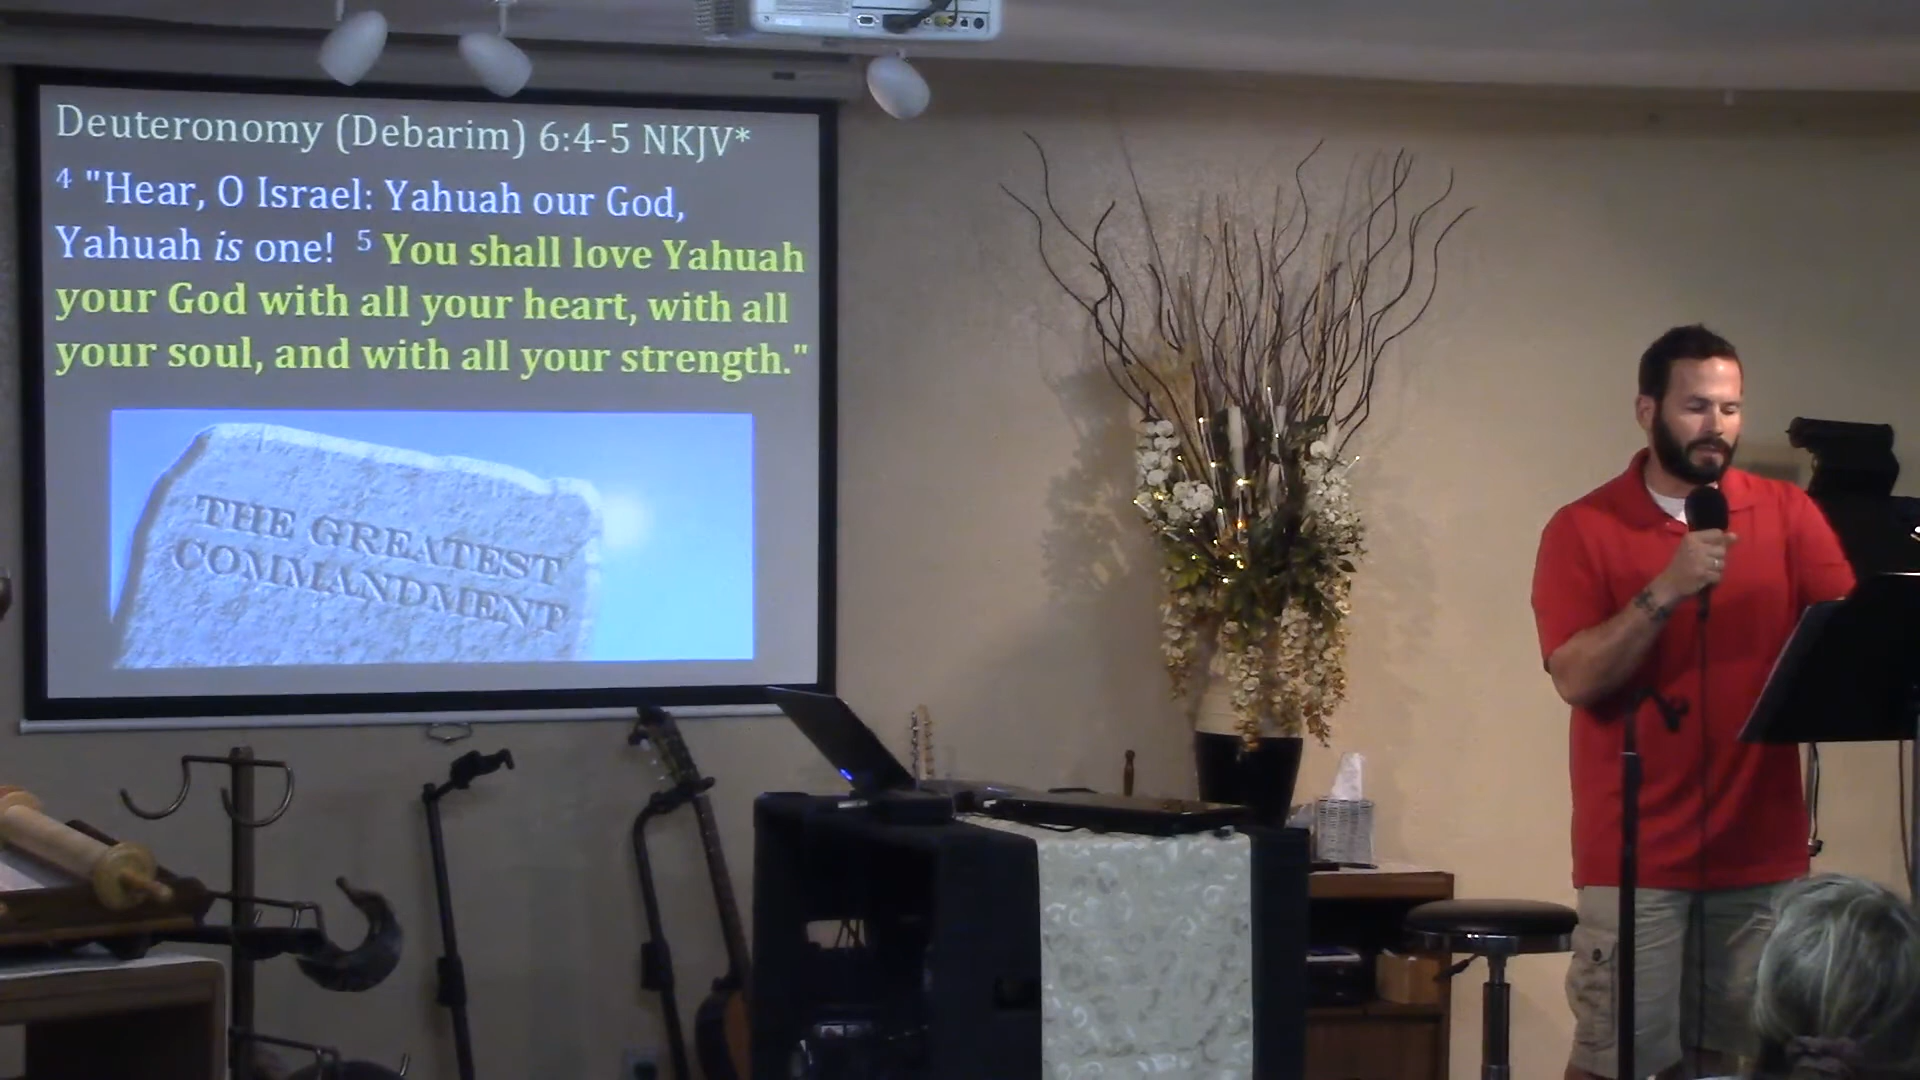 Deuteronomy (Debarim) 6:4-5 NKJV*
4 "Hear, O Israel: Yahuah our God,
Yahuah is one! 5 You shall love Yahuah
your God with all your heart, with all
your soul, and with all your strength."
THE GREATEST
COMMANDMENT